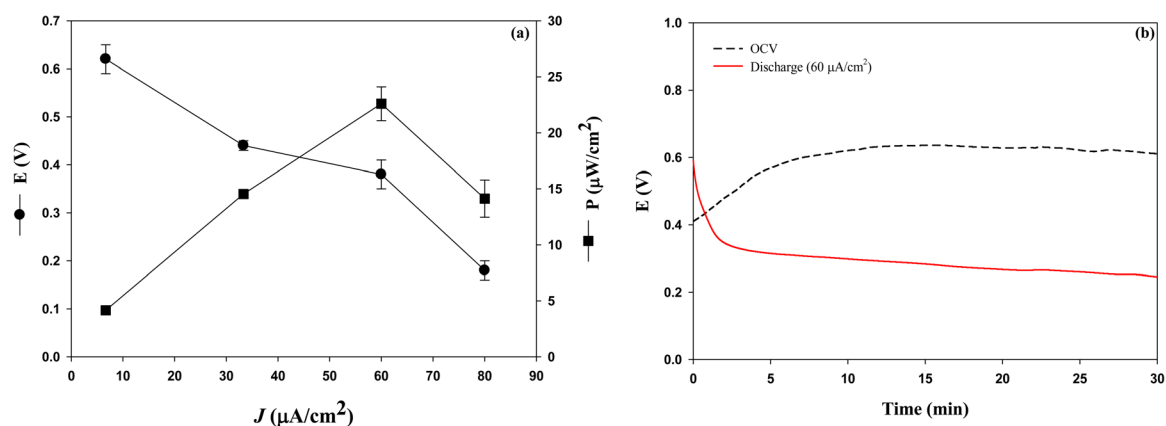 (a)
0.7
0.6
0.5
0.4
0.3
0.2
0.1
0.0
E (V)
30
25
20
15
10
5
0
P (µW/cm²)
0 10 20 30 40 50 60 70 80 90
J (µA/cm²)
(b)
OCV
Discharge (60 µA/cm²)
1.0
0.8
0.6
0.4
0.2
0.0
E (V)
0 5 10 15 20 25 30
Time (min)